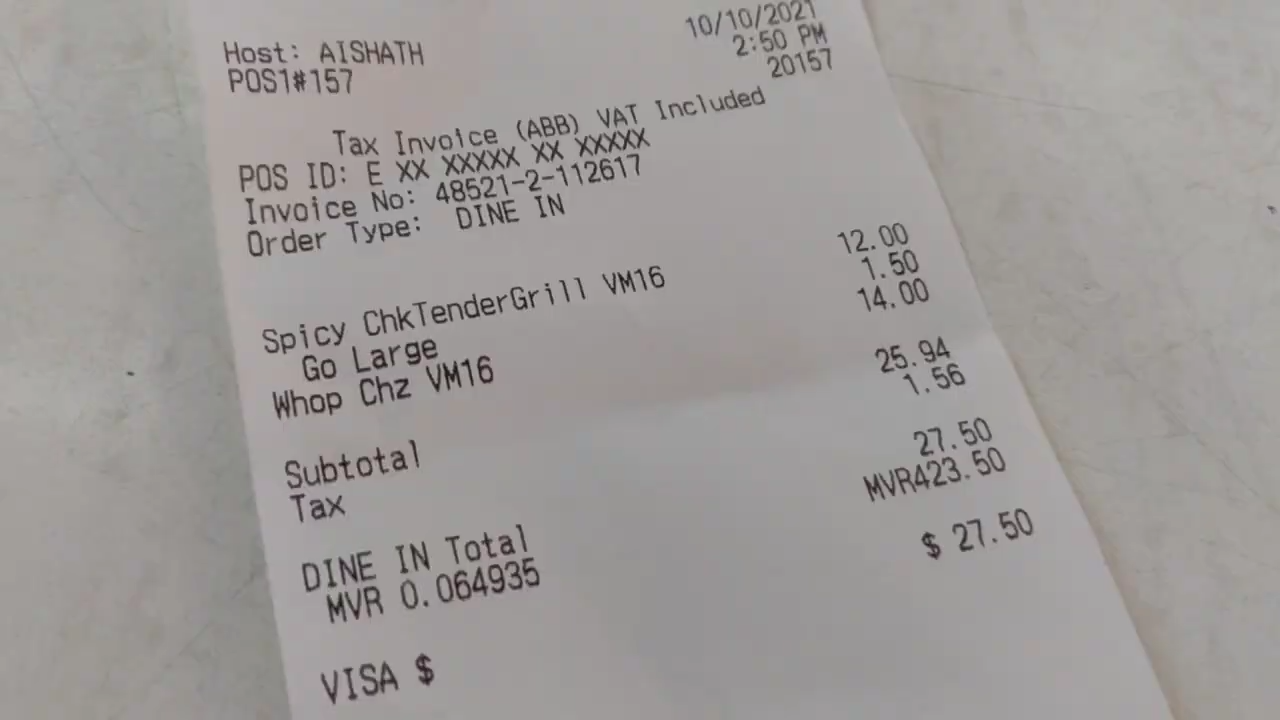 Host: AISHATH 10/10/2021
POS1#157 2:50 PM
20157
Tax Invoice (ABB) VAT Included
POS ID: E XX XXXXX XX XXXXX
Invoice No: 48521-2-112617
Order Type: DINE IN
Spicy ChkTenderGrill VM16 12.00
Go Large 1.50
Whop Chz VM16 14.00
Subtotal 25.94
Tax 1.56
DINE IN Total 27.50
MVR 0.064935 MVR423.50
VISA $ $ 27.50